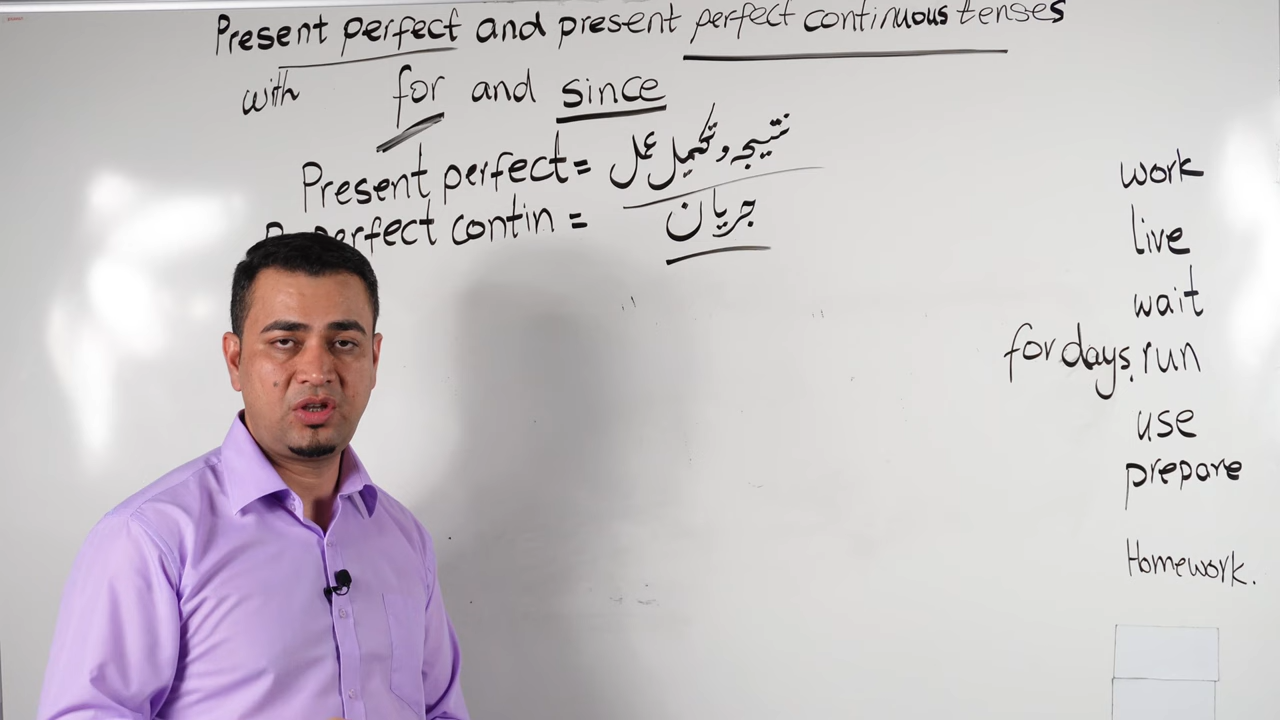 Present perfect and present perfect continuous tenses
with for and since
Present perfect = نتیجه و تکمیل عمل
perfect contin = جریان
work
live
wait
for days, run
use
prepare
Homework.